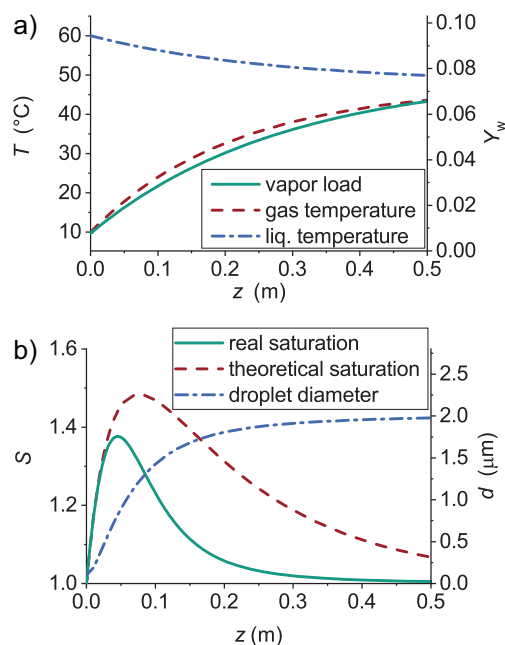 a)
60
50
40
30
20
10
T (°C)
0.10
0.08
0.06
0.04
0.02
0.00
Y_w
vapor load
gas temperature
liq. temperature
0.0 0.1 0.2 0.3 0.4 0.5
z (m)
b)
1.6
1.4
1.2
1.0
S
real saturation
theoretical saturation
droplet diameter
2.5
2.0
1.5
1.0
0.5
0.0
d (μm)
0.0 0.1 0.2 0.3 0.4 0.5
z (m)